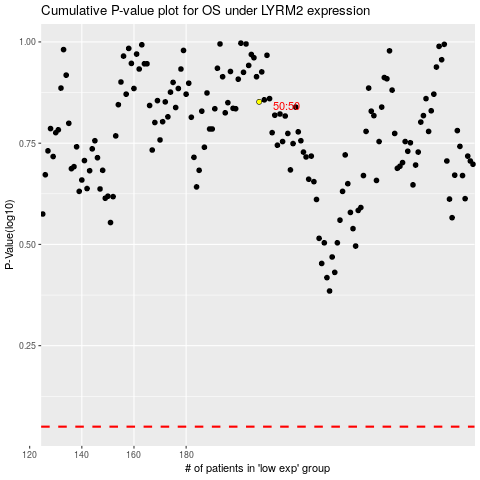 Cumulative P-value plot for OS under LYRM2 expression
1.00
50:50
0.75
P-Value(log10)
0.50
0.25
120 140 160 180
# of patients in 'low exp' group